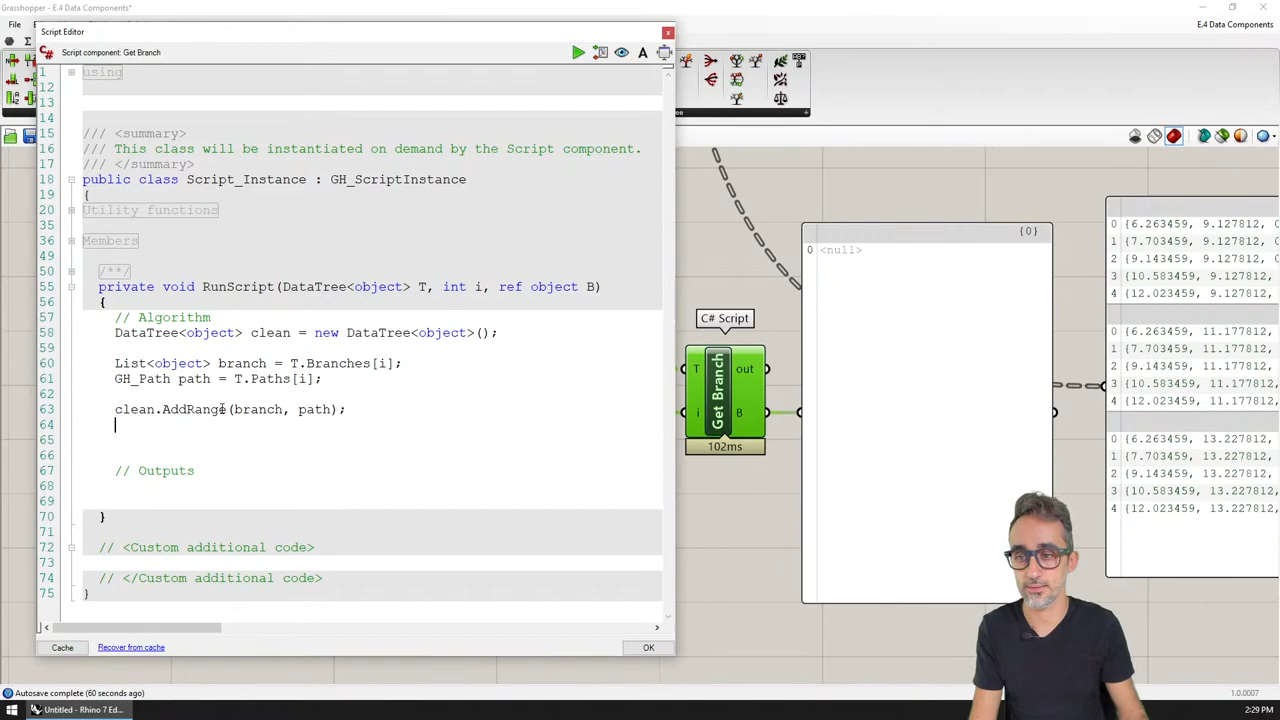 Grasshopper - E.4 Data Components*
File
E.4 Data Components
Script Editor
x
C#
Script component: Get Branch
A
1 using
12
13
14
15 /// <summary>
16 /// This class will be instantiated on demand by the Script component.
17 /// </summary>
18 public class Script_Instance : GH_ScriptInstance
19 {
20 Utility functions
35
36 Members
49
50 /**/
55 private void RunScript(DataTree<object> T, int i, ref object B)
56 {
57 // Algorithm
58 DataTree<object> clean = new DataTree<object>();
59
60 List<object> branch = T.Branches[i];
61 GH_Path path = T.Paths[i];
62
63 clean.AddRange(branch, path);
64
65
66
67 // Outputs
68
69
70 }
71
72 // <Custom additional code>
73
74 // </Custom additional code>
75 }
Cache
Recover from cache
OK
C# Script
T
i
Get Branch
out
B
102ms
{0}
0 <null>
0 {6.263459, 9.127812, 0
1 {7.703459, 9.127812, 0
2 {9.143459, 9.127812, 0
3 {10.583459, 9.127812,
4 {12.023459, 9.127812,
0 {6.263459, 11.177812,
1 {7.703459, 11.177812,
2 {9.143459, 11.177812,
3 {10.583459, 11.177812,
4 {12.023459, 11.177812,
0 {6.263459, 13.227812,
1 {7.703459, 13.227812,
2 {9.143459, 13.227812,
3 {10.583459, 13.227812,
4 {12.023459, 13.227812,
Autosave complete (60 seconds ago)
1.0.0007
Untitled - Rhino 7 Ed...
2:29 PM